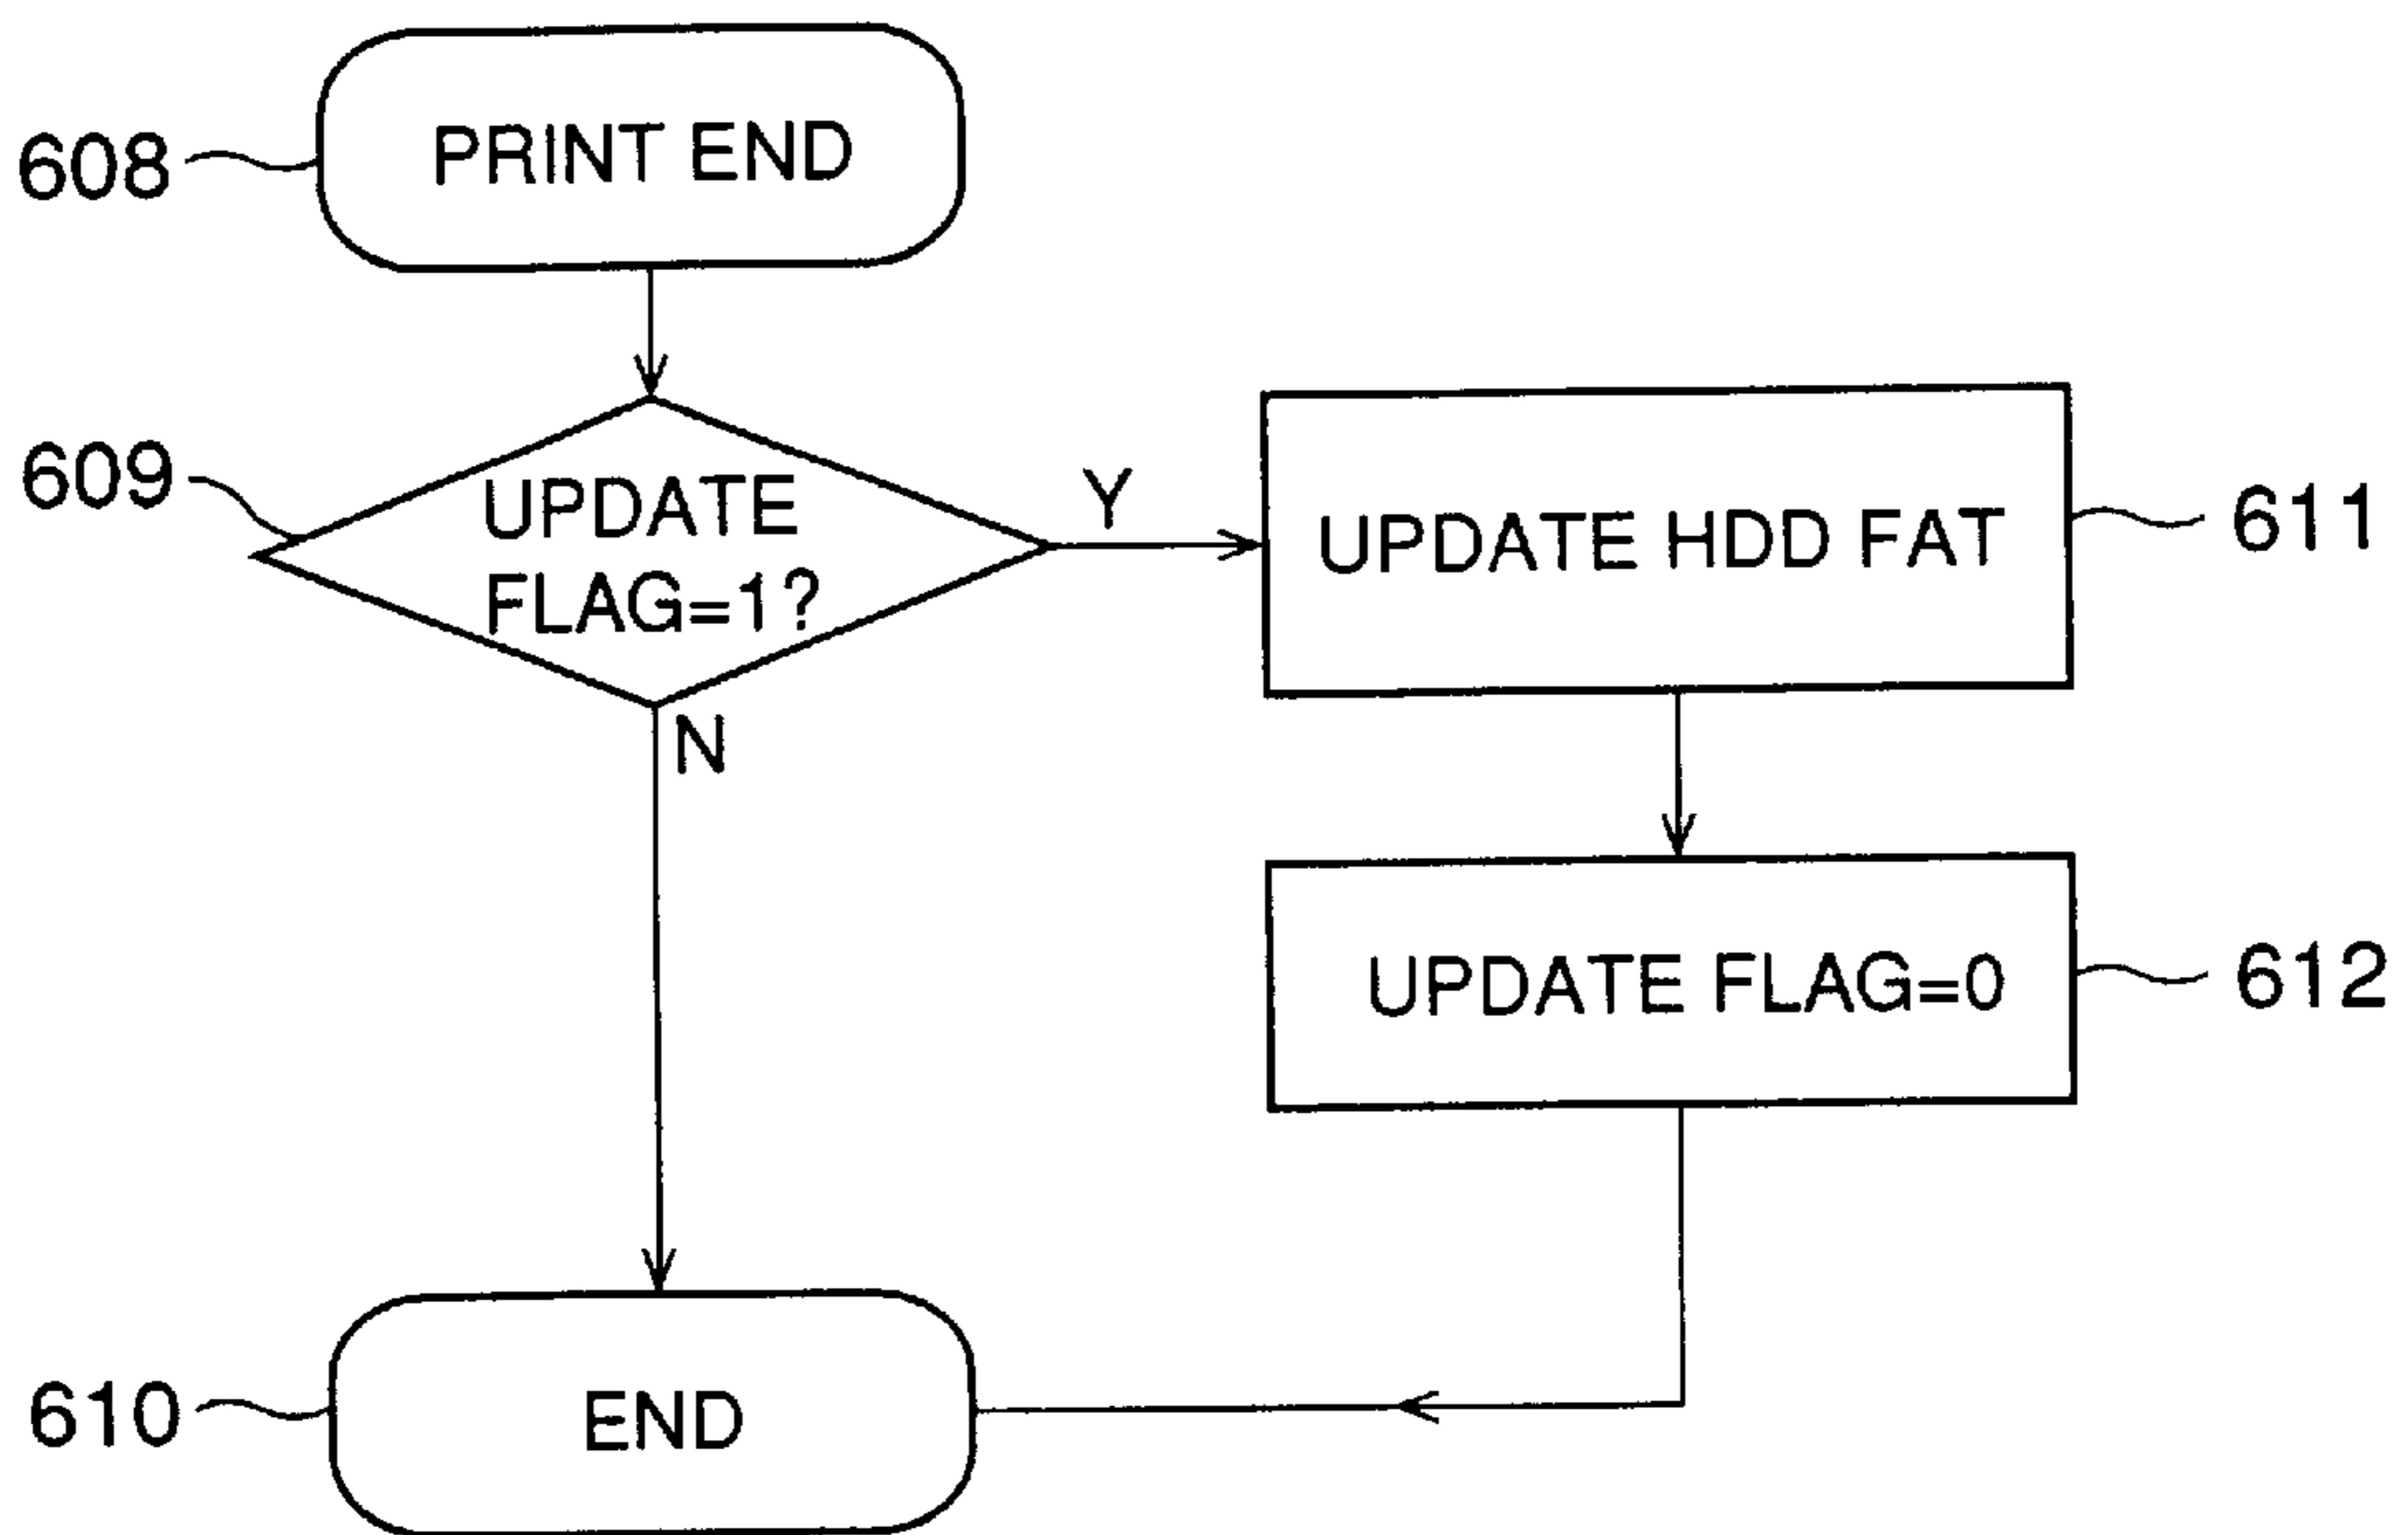 608
PRINT END
609
UPDATE
FLAG=1?
Y
UPDATE HDD FAT
611
N
UPDATE FLAG=0
612
610
END